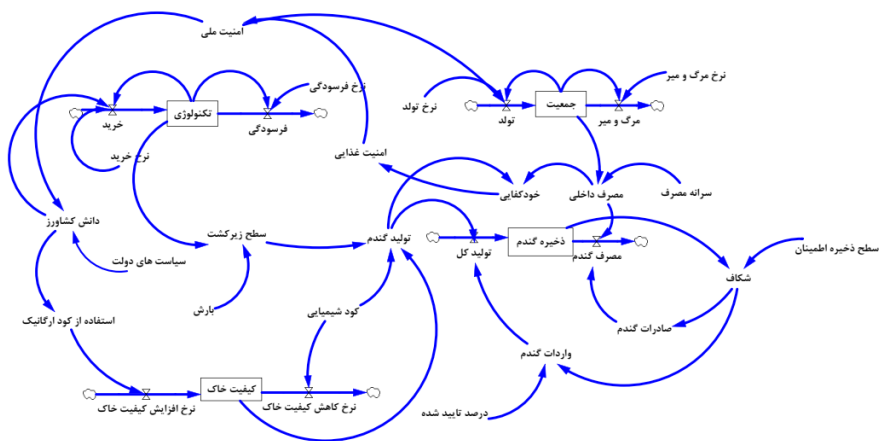 امنیت ملی
نرخ فرسودگی
تکنولوژی
خرید
فرسودگی
نرخ خرید
امنیت غذایی
نرخ تولد
جمعیت
نرخ مرگ و میر
تولد
مرگ و میر
خودکفایی
مصرف داخلی
سرانه مصرف
دانش کشاورز
سیاست های دولت
سطح زیرکشت
تولید گندم
تولید کل
ذخیره گندم
مصرف گندم
سطح ذخیره اطمینان
شکاف
بارش
کود شیمیایی
استفاده از کود ارگانیک
صادرات گندم
واردات گندم
کیفیت خاک
نرخ افزایش کیفیت خاک
نرخ کاهش کیفیت خاک
درصد تایید شده